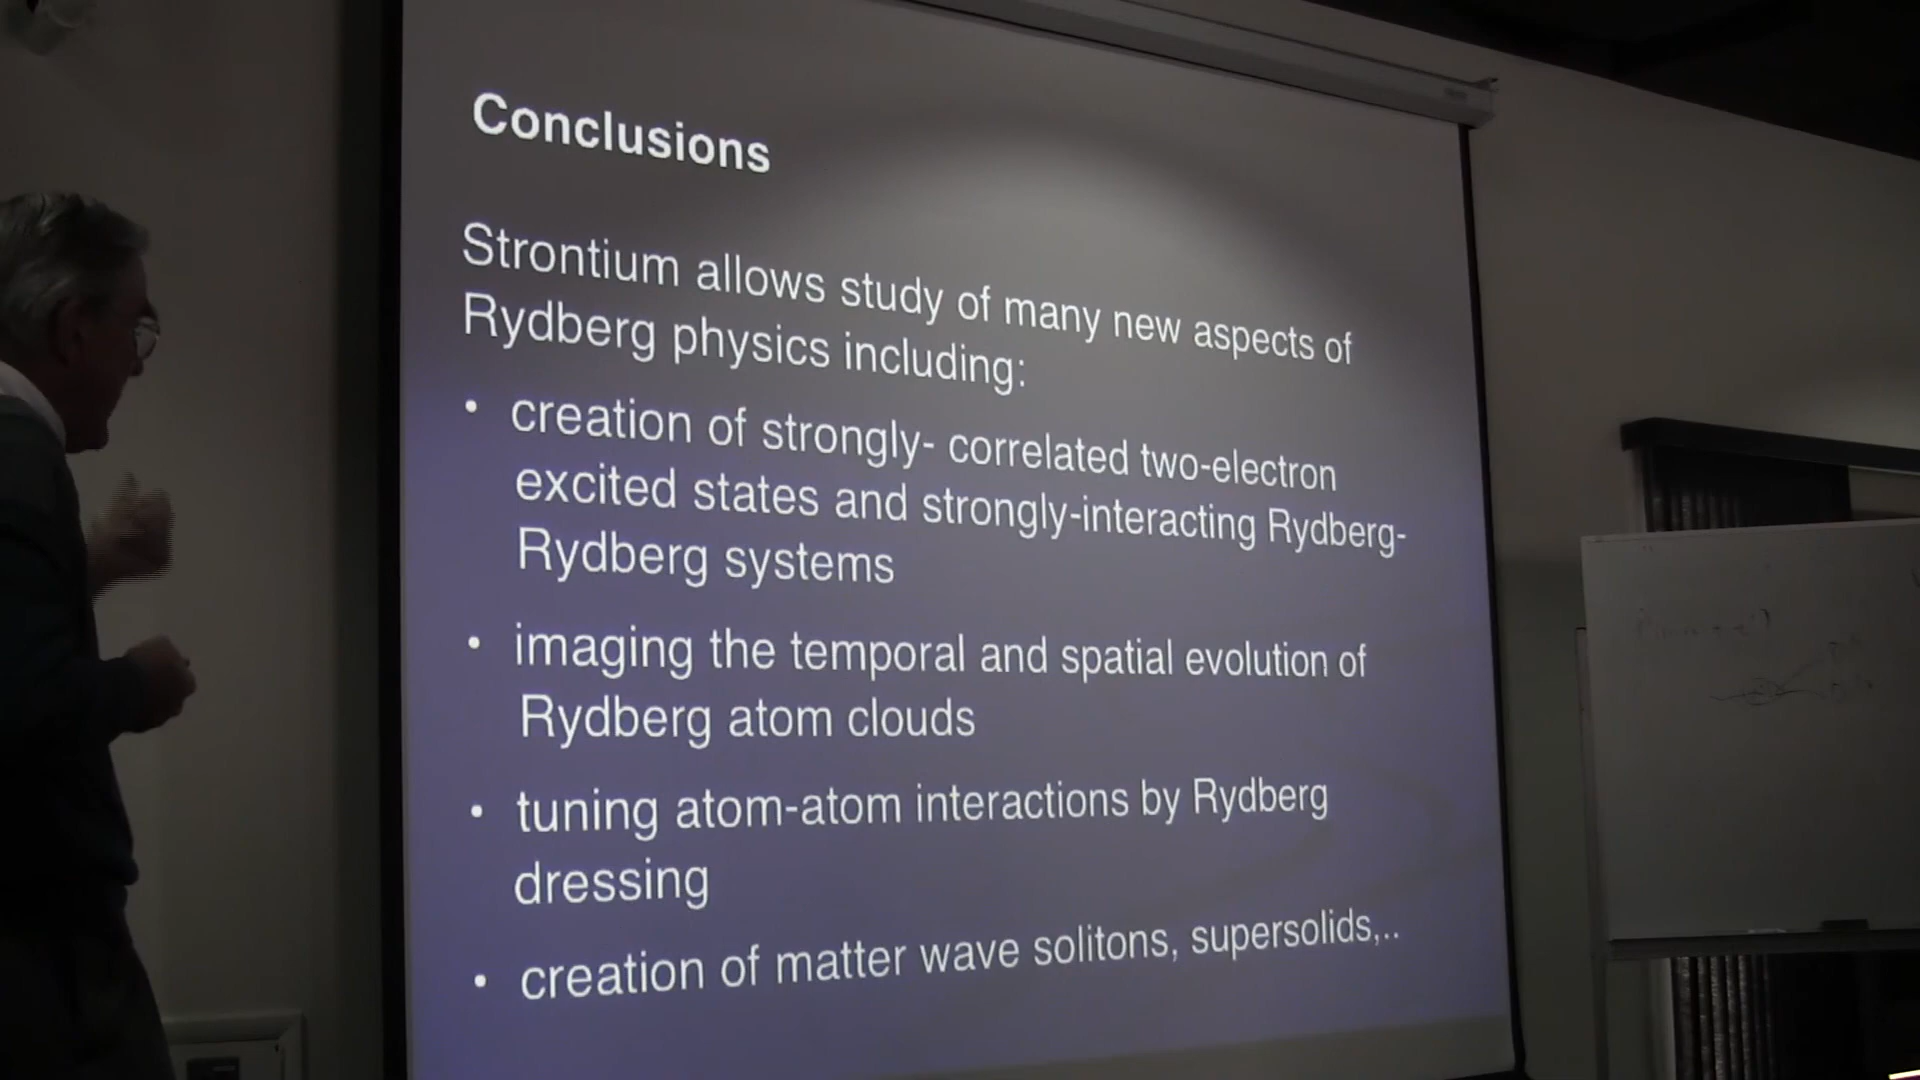 Conclusions
Strontium allows study of many new aspects of
Rydberg physics including:
• creation of strongly- correlated two-electron
excited states and strongly-interacting Rydberg-
Rydberg systems
• imaging the temporal and spatial evolution of
Rydberg atom clouds
• tuning atom-atom interactions by Rydberg
dressing
• creation of matter wave solitons, supersolids,..